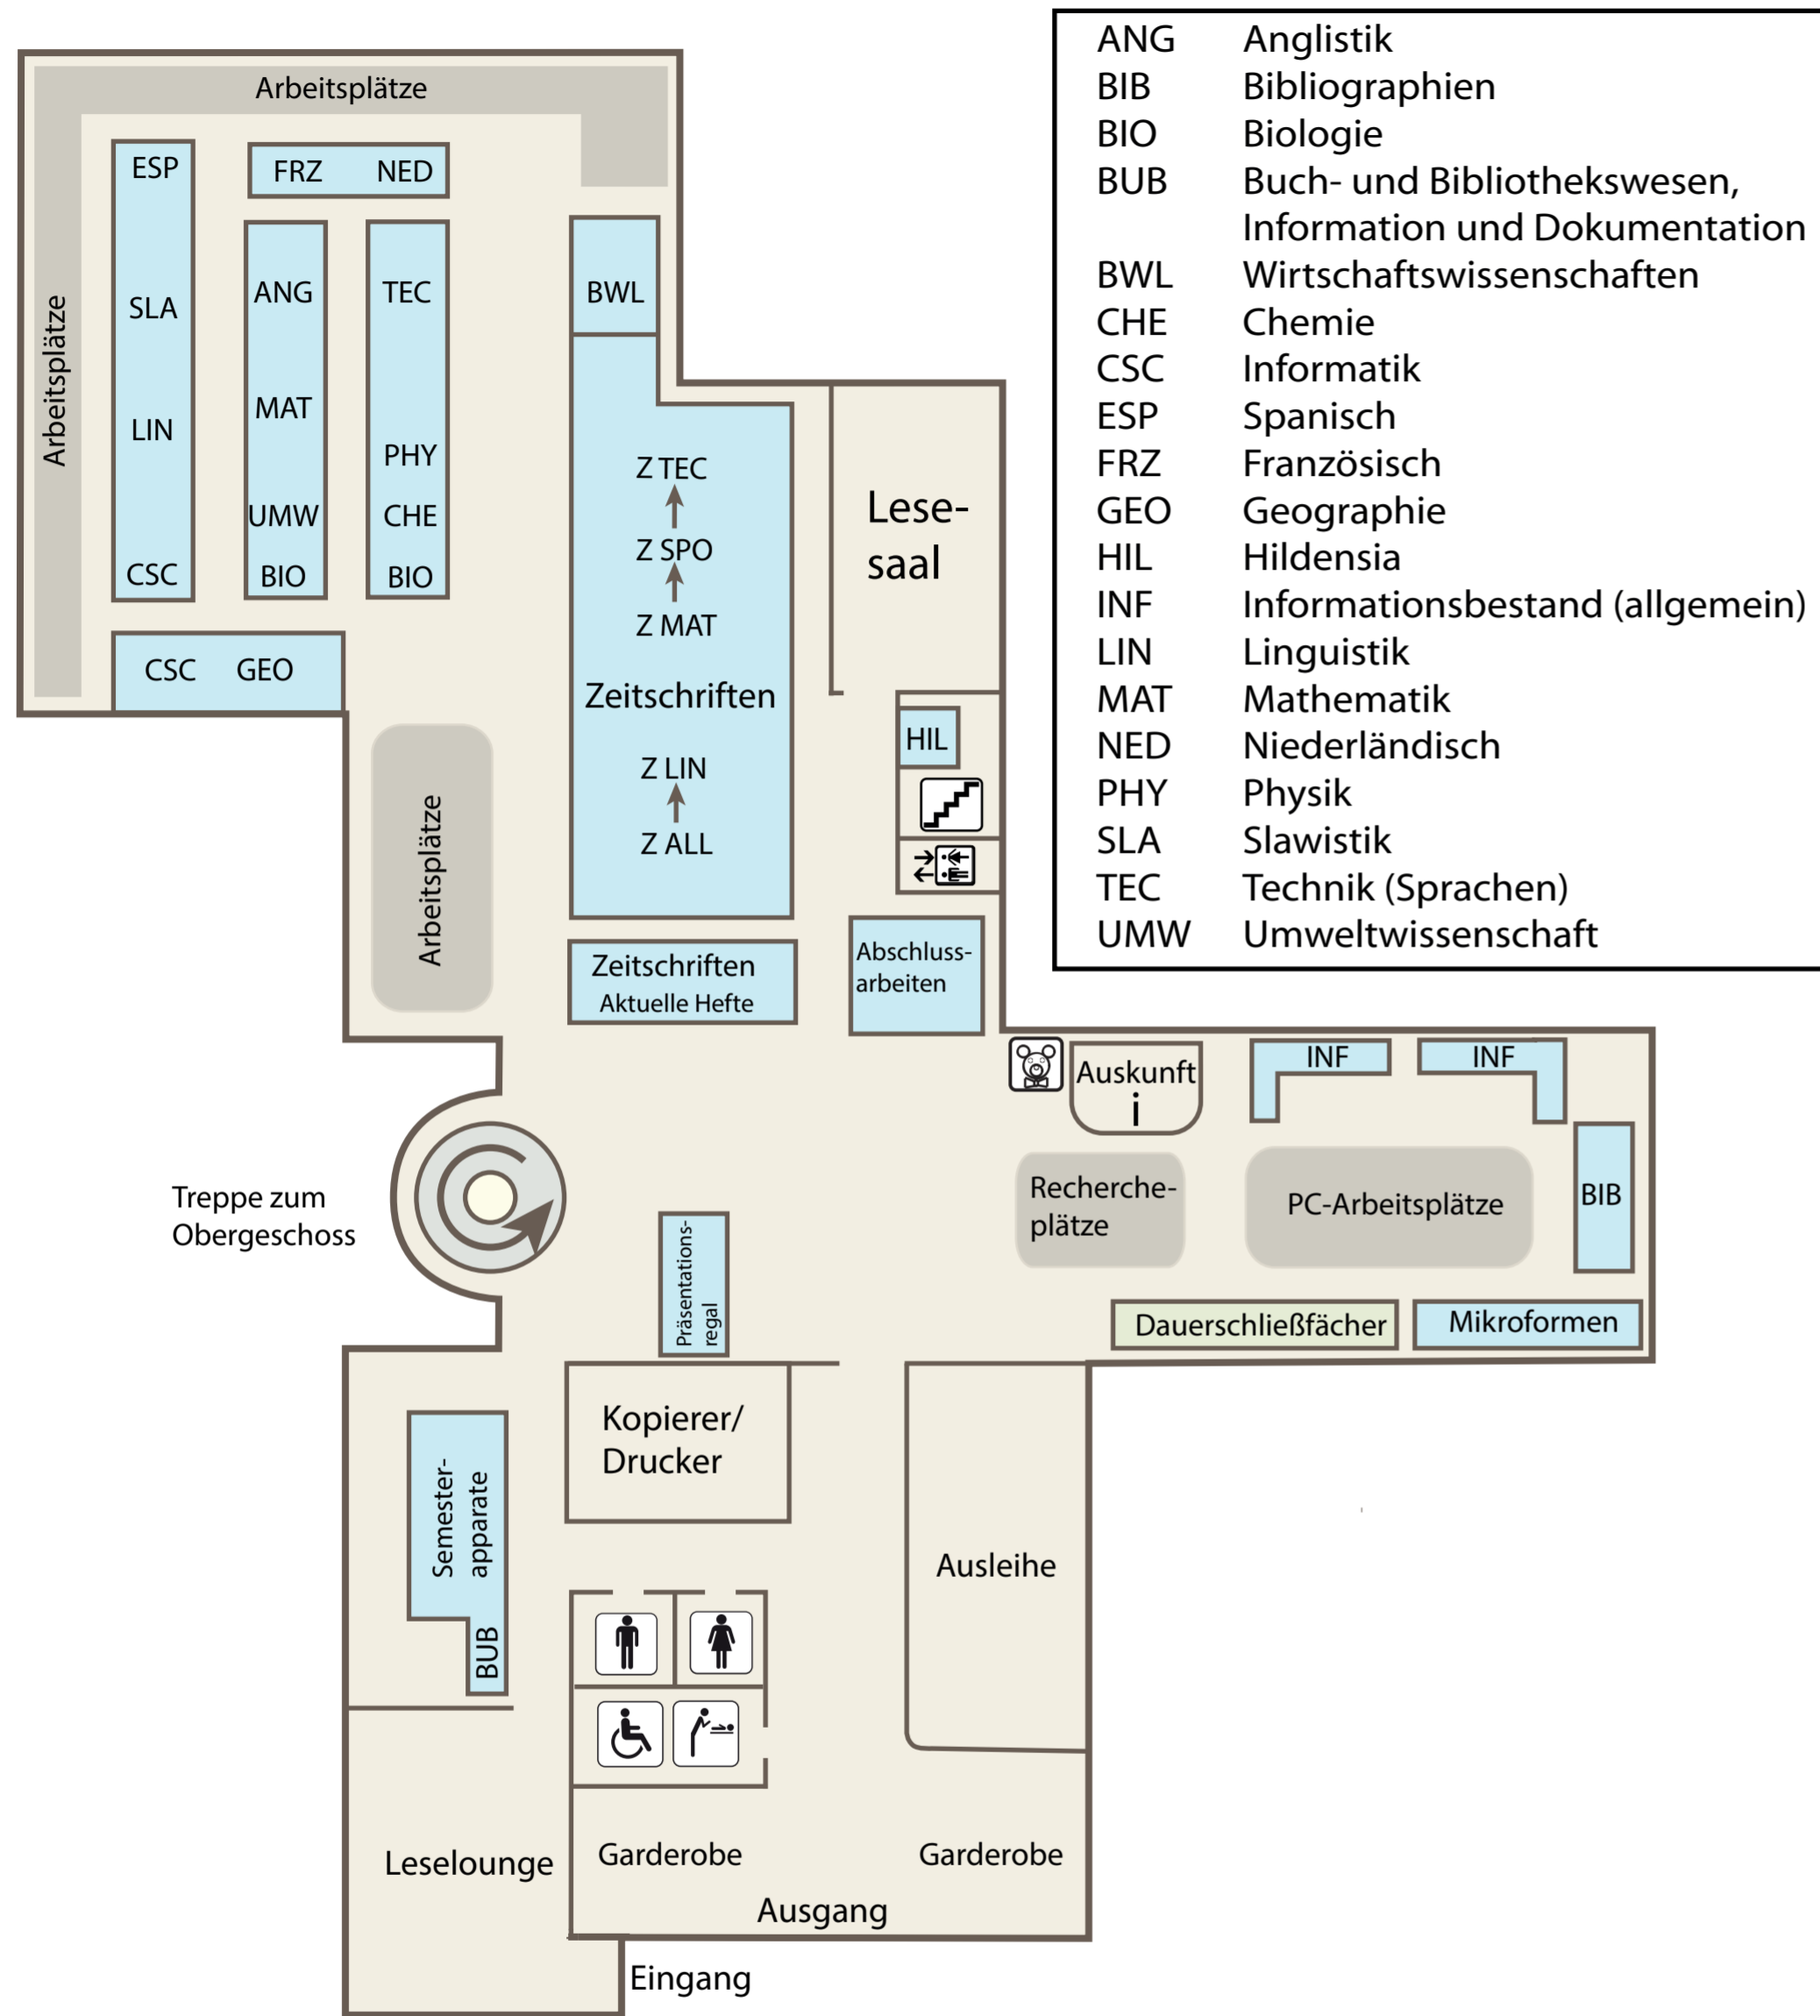 Arbeitsplätze
Arbeitsplätze
ESP
SLA
LIN
CSC
FRZ NED
ANG
MAT
UMW
BIO
TEC
PHY
CHE
BIO
CSC GEO
BWL
Z TEC
Z SPO
Z MAT
Zeitschriften
Z LIN
Z ALL
Lese-
saal
HIL
Arbeitsplätze
Zeitschriften
Aktuelle Hefte
Abschluss-
arbeiten
Auskunft
i
INF
INF
BIB
Recherche-
plätze
PC-Arbeitsplätze
Dauerschließfächer
Mikroformen
Treppe zum
Obergeschoss
Präsentations-
regal
Kopierer/
Drucker
Semester-
apparate
BUB
Ausleihe
Leselounge
Garderobe
Garderobe
Ausgang
Eingang
ANG Anglistik
BIB Bibliographien
BIO Biologie
BUB Buch- und Bibliothekswesen,
Information und Dokumentation
BWL Wirtschaftswissenschaften
CHE Chemie
CSC Informatik
ESP Spanisch
FRZ Französisch
GEO Geographie
HIL Hildensia
INF Informationsbestand (allgemein)
LIN Linguistik
MAT Mathematik
NED Niederländisch
PHY Physik
SLA Slawistik
TEC Technik (Sprachen)
UMW Umweltwissenschaft